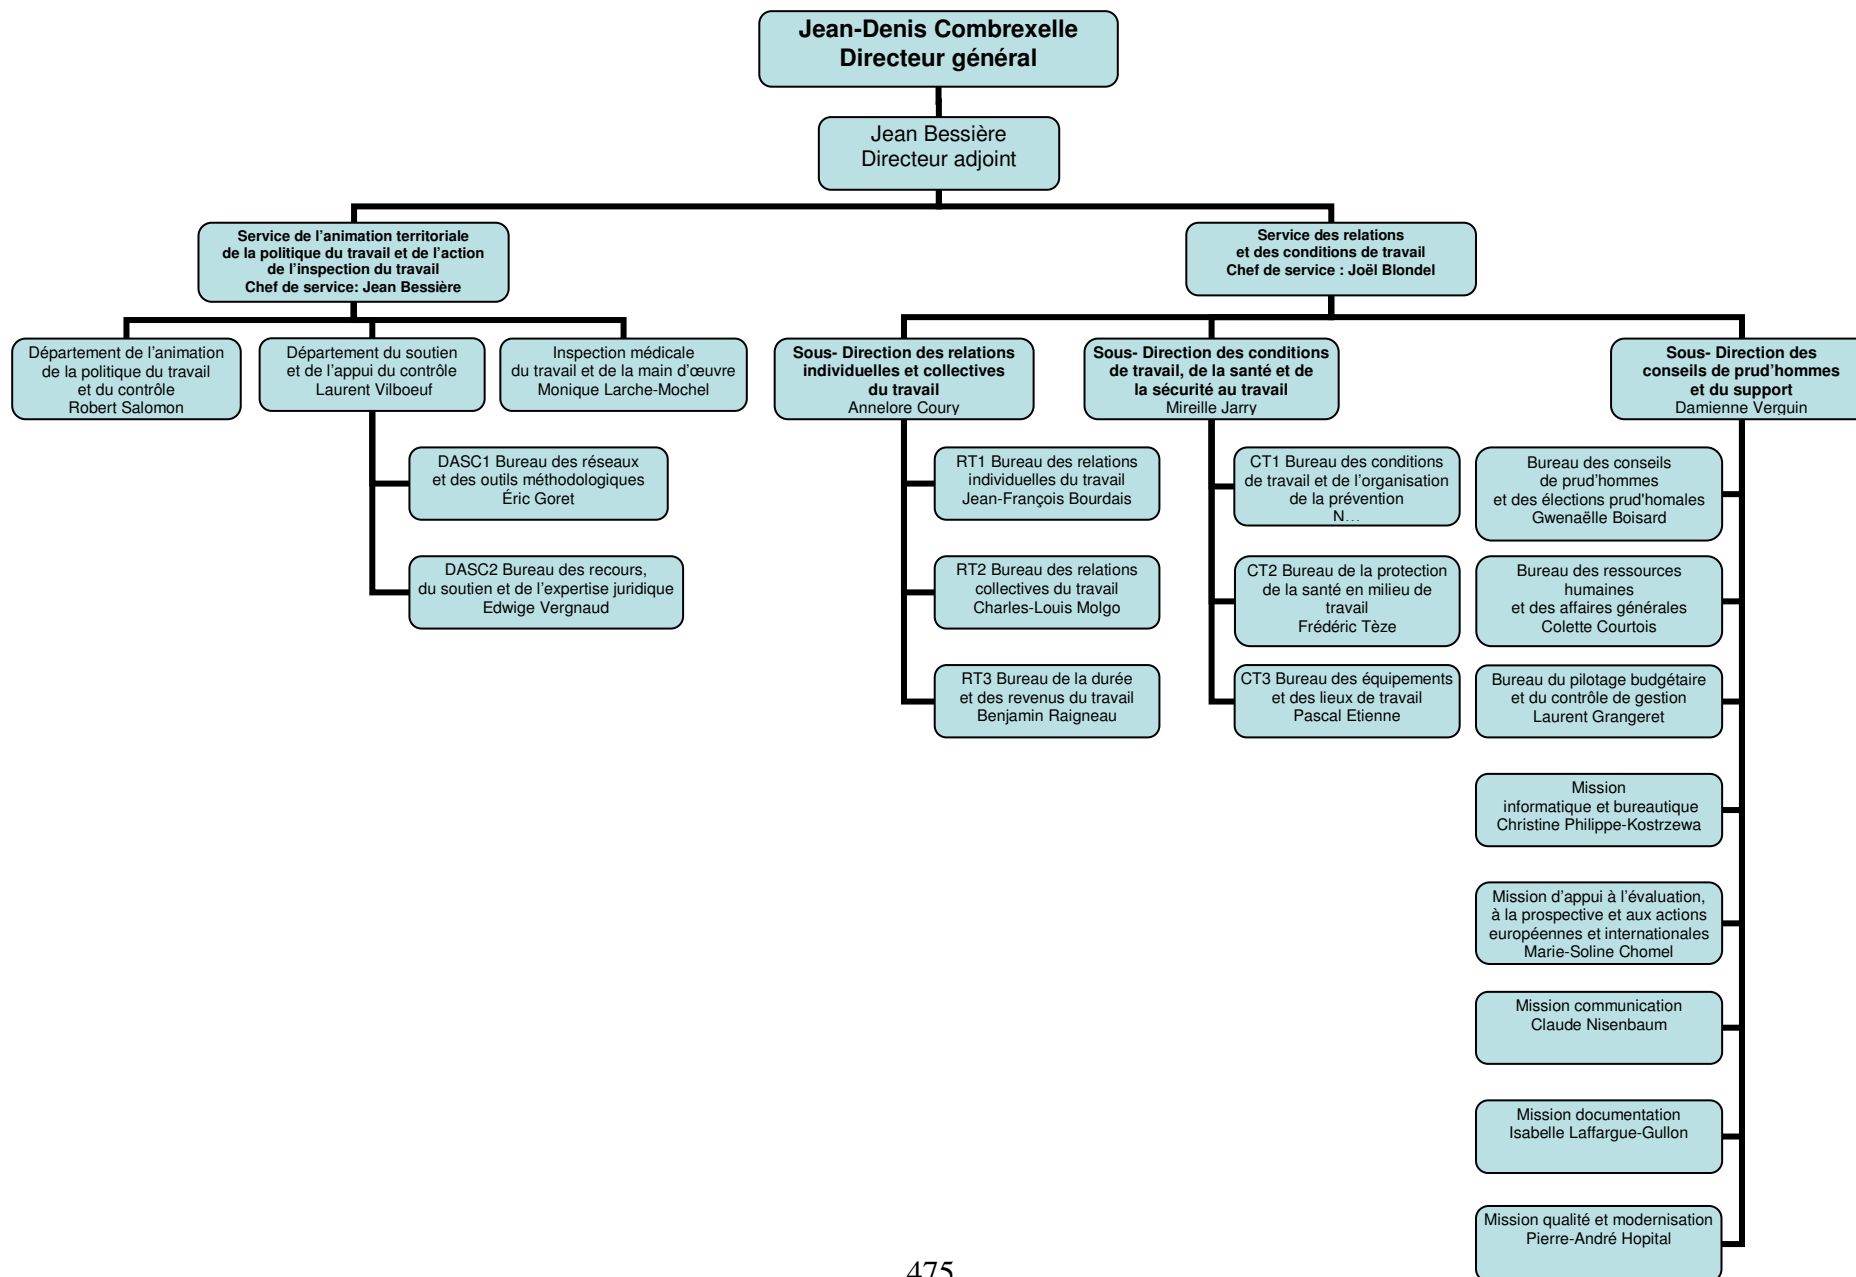 Jean-Denis Combrexelle
Directeur général
Jean Bessière
Directeur adjoint
Service de l’animation territoriale
de la politique du travail et de l’action
de l’inspection du travail
Chef de service: Jean Bessière
Service des relations
et des conditions de travail
Chef de service : Joël Blondel
Département de l’animation
de la politique du travail
et du contrôle
Robert Salomon
Département du soutien
et de l’appui du contrôle
Laurent Vilboeuf
Inspection médicale
du travail et de la main d’œuvre
Monique Larche-Mochel
Sous- Direction des relations
individuelles et collectives
du travail
Annelore Coury
Sous- Direction des conditions
de travail, de la santé et de
la sécurité au travail
Mireille Jarry
Sous- Direction des
conseils de prud’hommes
et du support
Damienne Verguin
DASC1 Bureau des réseaux
et des outils méthodologiques
Éric Goret
DASC2 Bureau des recours,
du soutien et de l’expertise juridique
Edwige Vergnaud
RT1 Bureau des relations
individuelles du travail
Jean-François Bourdais
RT2 Bureau des relations
collectives du travail
Charles-Louis Molgo
RT3 Bureau de la durée
et des revenus du travail
Benjamin Raigneau
CT1 Bureau des conditions
de travail et de l’organisation
de la prévention
N…
CT2 Bureau de la protection
de la santé en milieu de
travail
Frédéric Tèze
CT3 Bureau des équipements
et des lieux de travail
Pascal Etienne
Bureau des conseils
de prud’hommes
et des élections prud'homales
Gwenaëlle Boisard
Bureau des ressources
humaines
et des affaires générales
Colette Courtois
Bureau du pilotage budgétaire
et du contrôle de gestion
Laurent Grangeret
Mission
informatique et bureautique
Christine Philippe-Kostrzewa
Mission d’appui à l’évaluation,
à la prospective et aux actions
européennes et internationales
Marie-Soline Chomel
Mission communication
Claude Nisenbaum
Mission documentation
Isabelle Laffargue-Gullon
Mission qualité et modernisation
Pierre-André Hopital
475